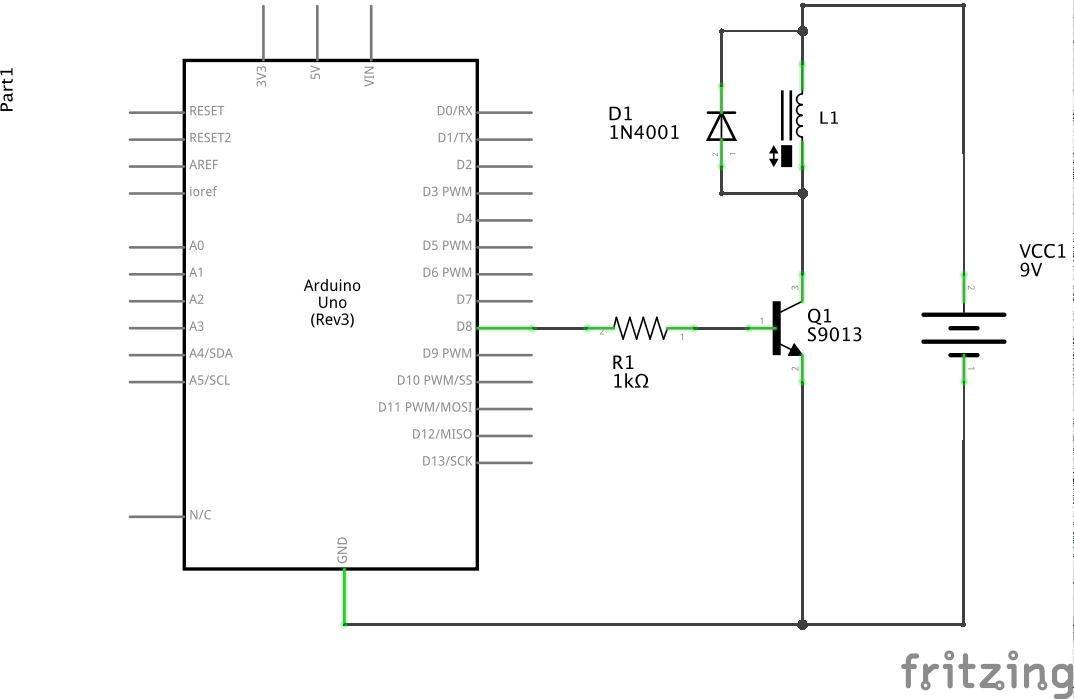 Part1
3V3
5V
VIN
RESET
RESET2
AREF
ioref
A0
A1
A2
A3
A4/SDA
A5/SCL
N/C
Arduino
Uno
(Rev3)
D0/RX
D1/TX
D2
D3 PWM
D4
D5 PWM
D6 PWM
D7
D8
D9 PWM
D10 PWM/SS
D11 PWM/MOSI
D12/MISO
D13/SCK
GND
2
1
R1
1kΩ
D1
1N4001
2
1
L1
3
1
2
Q1
S9013
VCC1
9V
2
1
fritzing